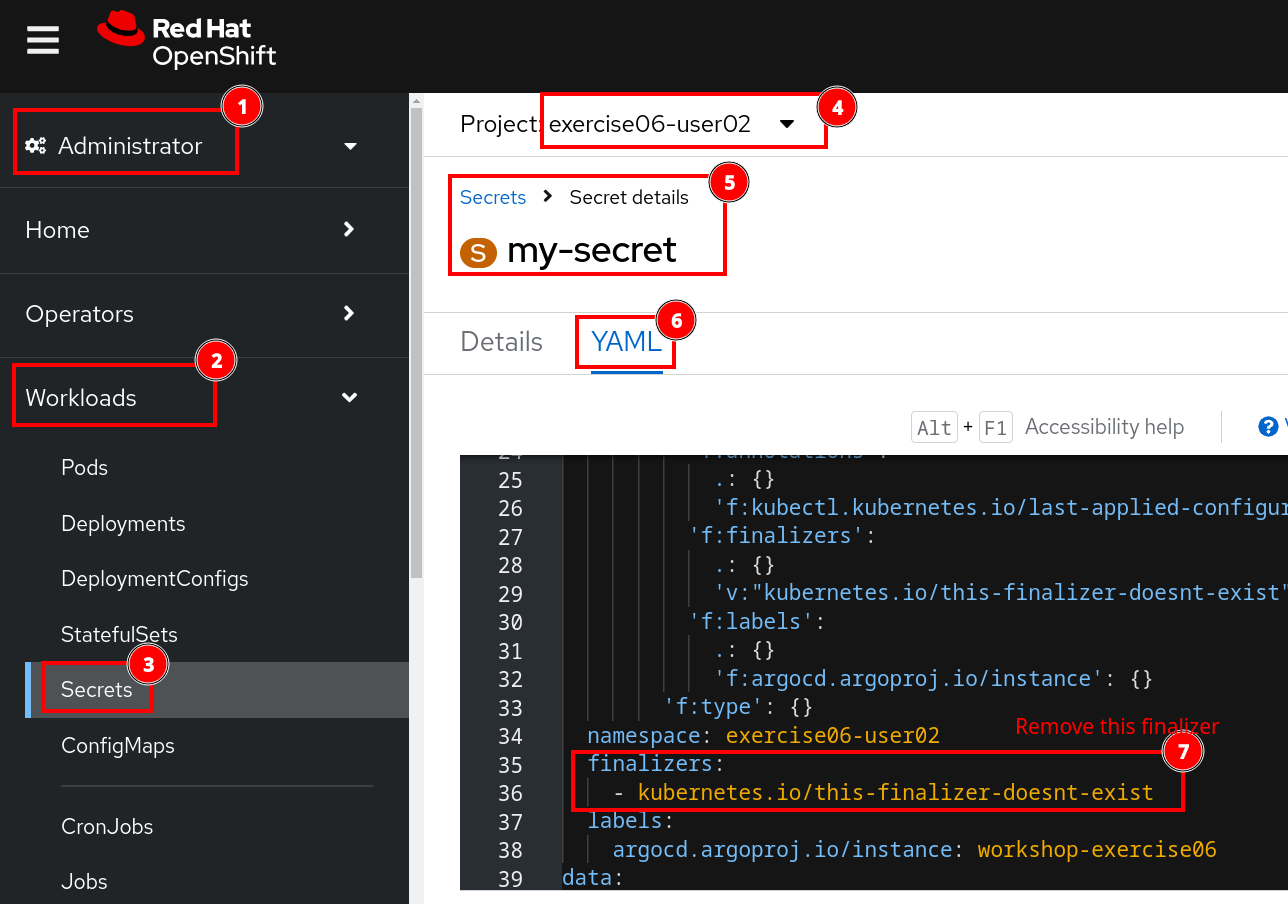 Red Hat
OpenShift
1
Administrator
Home
Operators
2
Workloads
Pods
Deployments
DeploymentConfigs
StatefulSets
3
Secrets
ConfigMaps
CronJobs
Jobs
Project: exercise06-user02
4
Secrets > Secret details
5
S my-secret
Details YAML
6
Alt + F1 Accessibility help
25 .: {}
26 'f:kubectl.kubernetes.io/last-applied-configur
27 'f:finalizers':
28 .: {}
29 'v:"kubernetes.io/this-finalizer-doesnt-exist"
30 'f:labels':
31 .: {}
32 'f:argocd.argoproj.io/instance': {}
33 'f:type': {}
34 namespace: exercise06-user02
Remove this finalizer
7
35 finalizers:
36 - kubernetes.io/this-finalizer-doesnt-exist
37 labels:
38 argocd.argoproj.io/instance: workshop-exercise06
39 data: